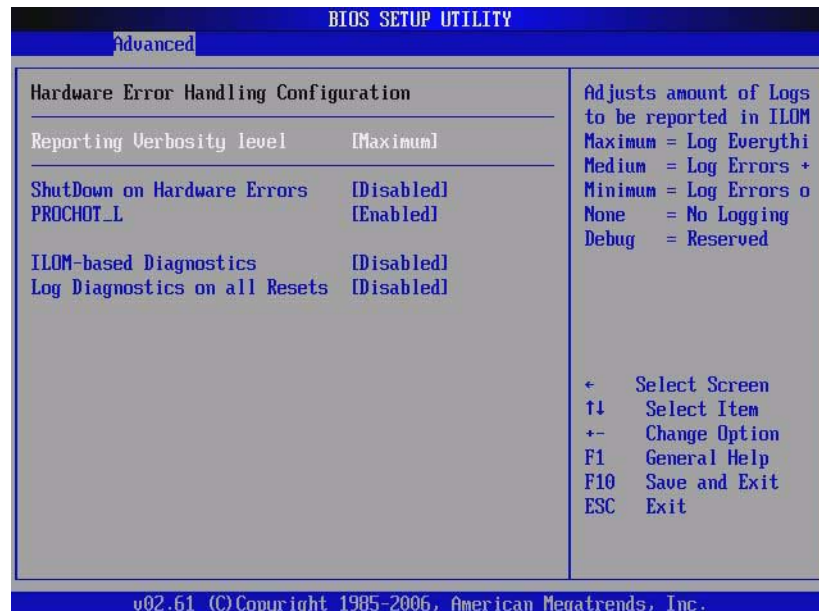 BIOS SETUP UTILITY
Advanced
Hardware Error Handling Configuration
Reporting Verbosity level [Maximum]
ShutDown on Hardware Errors [Disabled]
PROCHOT_L [Enabled]
ILOM-based Diagnostics [Disabled]
Log Diagnostics on all Resets [Disabled]
Adjusts amount of Logs
to be reported in ILOM
Maximum = Log Everythi
Medium = Log Errors +
Minimum = Log Errors o
None = No Logging
Debug = Reserved
← Select Screen
↑↓ Select Item
+- Change Option
F1 General Help
F10 Save and Exit
ESC Exit
v02.61 (C)Copyright 1985-2006, American Megatrends, Inc.